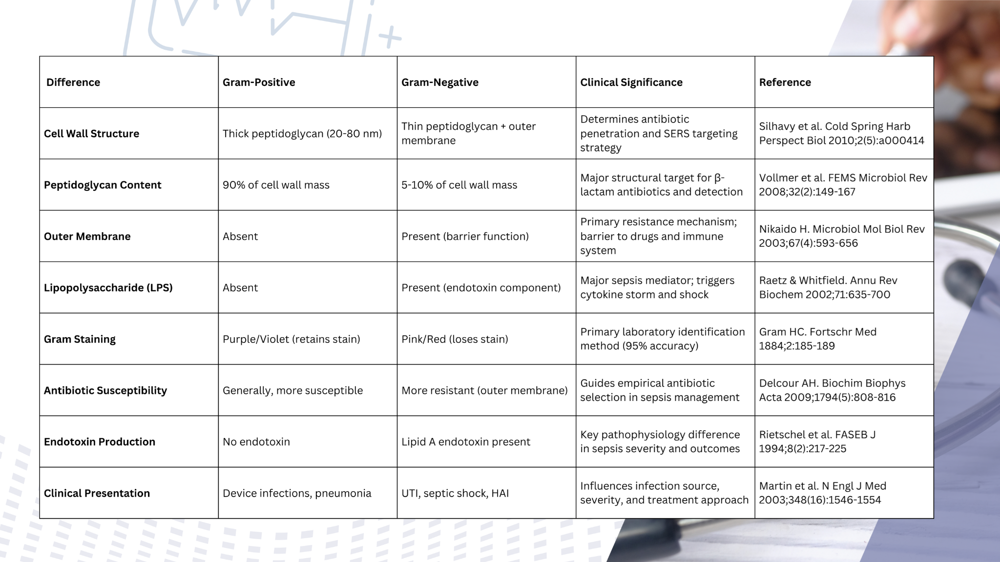 Difference
Gram-Positive
Gram-Negative
Clinical Significance
Reference
Cell Wall Structure
Thick peptidoglycan (20-80 nm)
Thin peptidoglycan + outer
membrane
Determines antibiotic
penetration and SERS targeting
strategy
Silhavy et al. Cold Spring Harb
Perspect Biol 2010;2(5):a000414
Peptidoglycan Content
90% of cell wall mass
5-10% of cell wall mass
Major structural target for β-
lactam antibiotics and detection
Vollmer et al. FEMS Microbiol Rev
2008;32(2):149-167
Outer Membrane
Absent
Present (barrier function)
Primary resistance mechanism;
barrier to drugs and immune
system
Nikaido H. Microbiol Mol Biol Rev
2003;67(4):593-656
Lipopolysaccharide (LPS)
Absent
Present (endotoxin component)
Major sepsis mediator; triggers
cytokine storm and shock
Raetz & Whitfield. Annu Rev
Biochem 2002;71:635-700
Gram Staining
Purple/Violet (retains stain)
Pink/Red (loses stain)
Primary laboratory identification
method (95% accuracy)
Gram HC. Fortschr Med
1884;2:185-189
Antibiotic Susceptibility
Generally, more susceptible
More resistant (outer membrane)
Guides empirical antibiotic
selection in sepsis management
Delcour AH. Biochim Biophys
Acta 2009;1794(5):808-816
Endotoxin Production
No endotoxin
Lipid A endotoxin present
Key pathophysiology difference
in sepsis severity and outcomes
Rietschel et al. FASEB J
1994;8(2):217-225
Clinical Presentation
Device infections, pneumonia
UTI, septic shock, HAI
Influences infection source,
severity, and treatment approach
Martin et al. N Engl J Med
2003;348(16):1546-1554